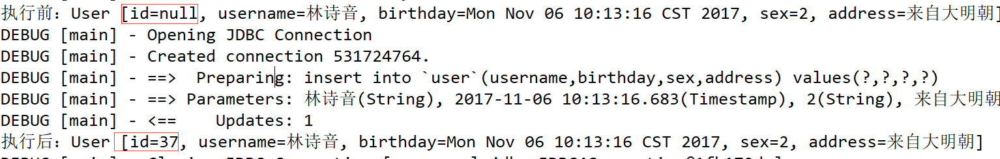 执行前：User [id=null, username=林诗音, birthday=Mon Nov 06 10:13:16 CST 2017, sex=2, address=来自大明朝]
DEBUG [main] - Opening JDBC Connection
DEBUG [main] - Created connection 531724764.
DEBUG [main] - ==>  Preparing: insert into `user`(username,birthday,sex,address) values(?,?,?,?)
DEBUG [main] - ==> Parameters: 林诗音(String), 2017-11-06 10:13:16.683(Timestamp), 2(String), 来自大明朝
DEBUG [main] - <==    Updates: 1
执行后：User [id=37, username=林诗音, birthday=Mon Nov 06 10:13:16 CST 2017, sex=2, address=来自大明朝]